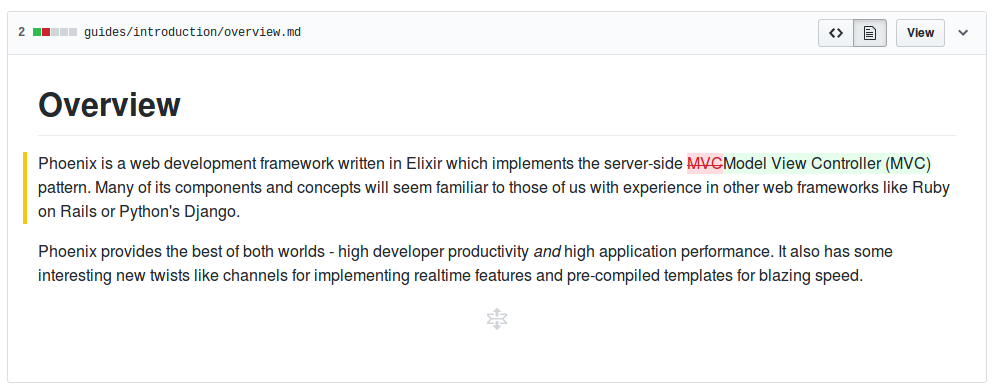 2 guides/introduction/overview.md View
Overview
Phoenix is a web development framework written in Elixir which implements the server-side MVCModel View Controller (MVC)
pattern. Many of its components and concepts will seem familiar to those of us with experience in other web frameworks like Ruby
on Rails or Python's Django.
Phoenix provides the best of both worlds - high developer productivity and high application performance. It also has some
interesting new twists like channels for implementing realtime features and pre-compiled templates for blazing speed.